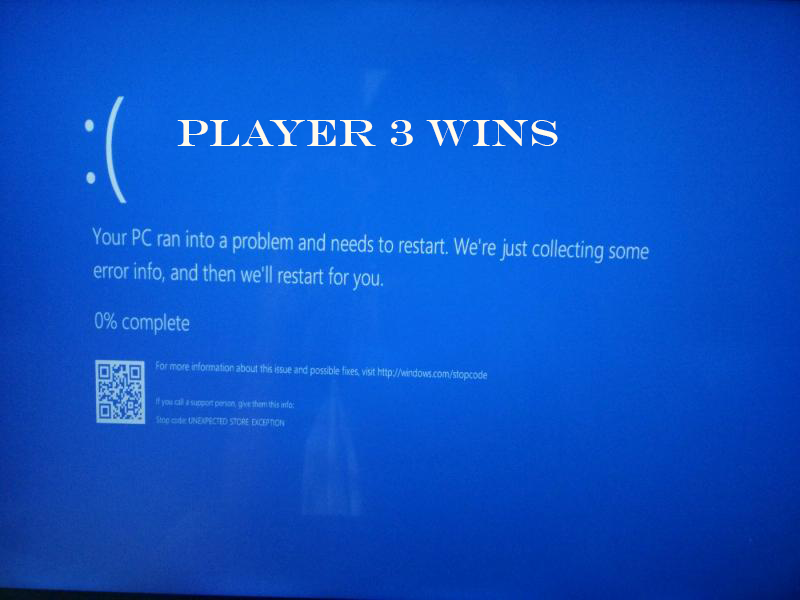 :(
PLAYER 3 WINS
Your PC ran into a problem and needs to restart. We're just collecting some
error info, and then we'll restart for you.
0% complete
For more information about this issue and possible fixes, visit http://windows.com/stopcode
If you call a support person, give them this info:
Stop code: UNEXPECTED STORE EXCEPTION